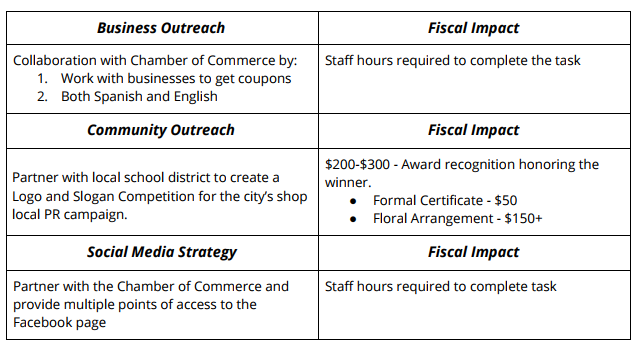 Business Outreach
Fiscal Impact
Collaboration with Chamber of Commerce by:
1. Work with businesses to get coupons
2. Both Spanish and English
Staff hours required to complete the task
Community Outreach
Fiscal Impact
Partner with local school district to create a
Logo and Slogan Competition for the city's shop
local PR campaign.
$200-$300 - Award recognition honoring the
winner.
● Formal Certificate - $50
● Floral Arrangement - $150+
Social Media Strategy
Fiscal Impact
Partner with the Chamber of Commerce and
provide multiple points of access to the
Facebook page
Staff hours required to complete task